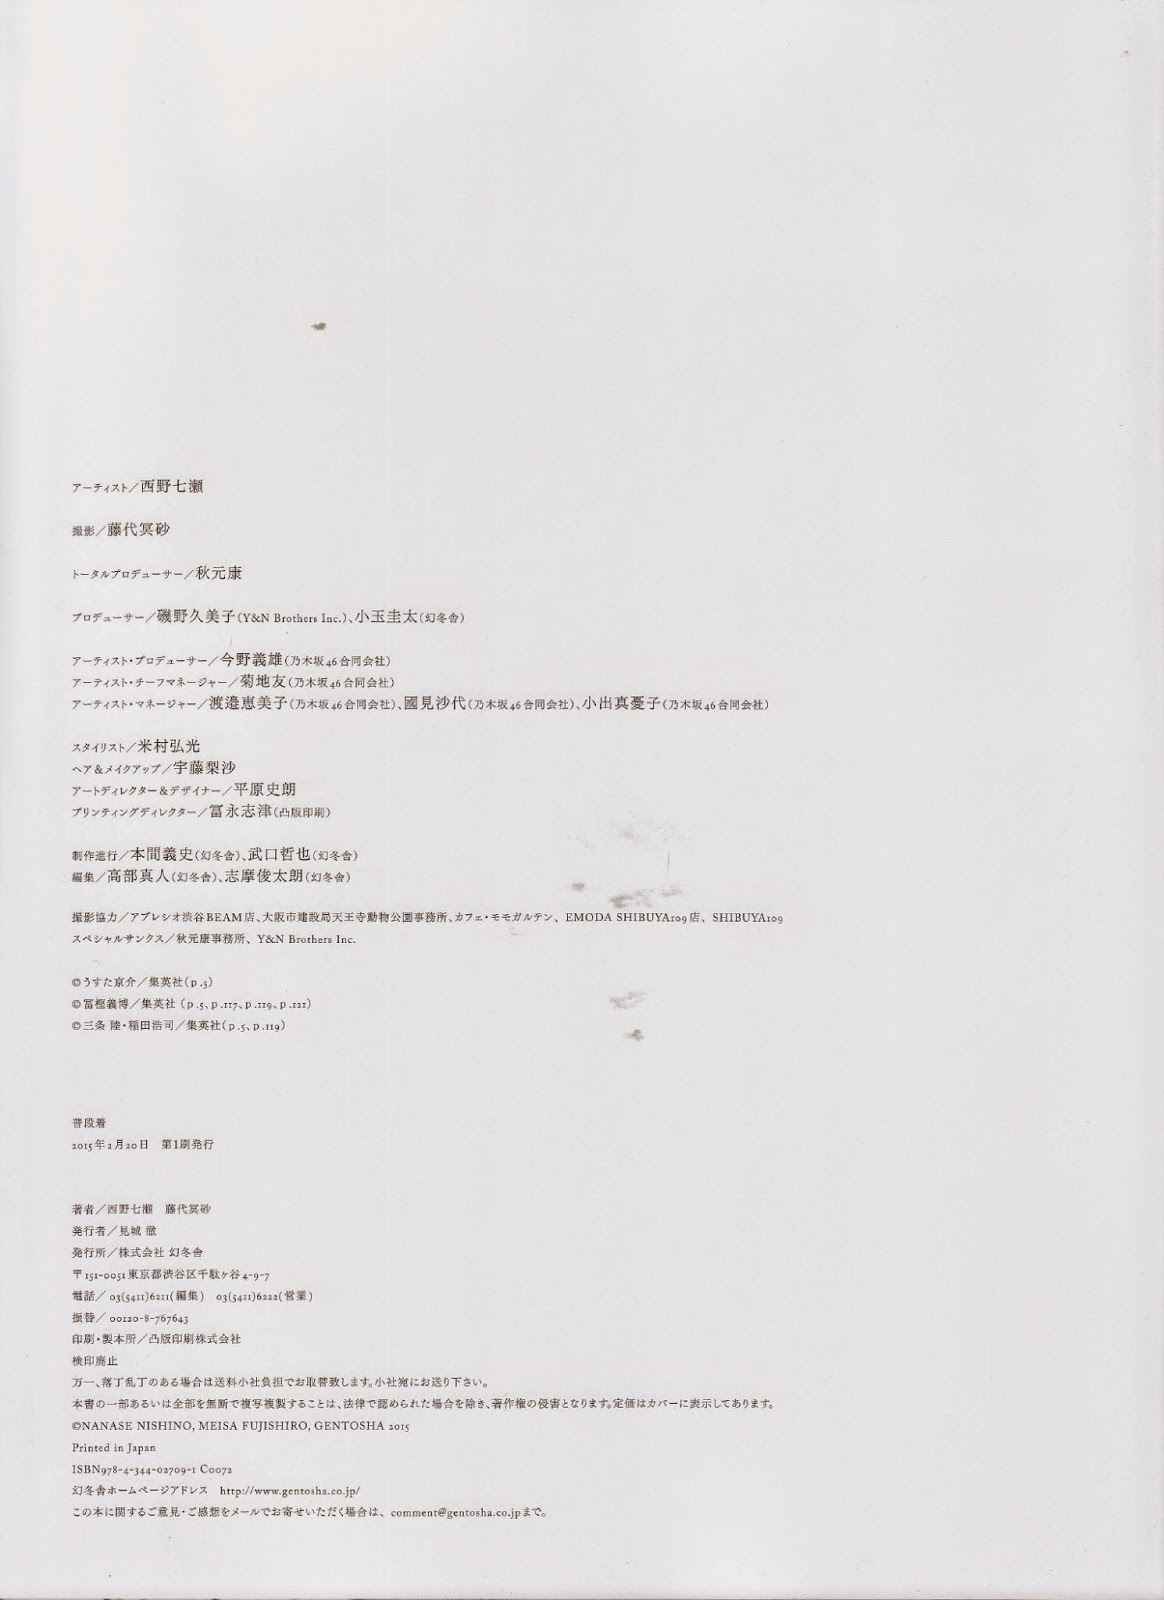 アーティスト／西野七瀬
撮影／藤代冥砂
トータルプロデューサー／秋元康
プロデューサー／磯野久美子（Y&N Brothers Inc.）、小玉圭太（幻冬舎）
アーティスト・プロデューサー／今野義雄（乃木坂46合同会社）
アーティスト・チーフマネージャー／菊地友（乃木坂46合同会社）
アーティスト・マネージャー／渡邉恵美子（乃木坂46合同会社）、國見沙代（乃木坂46合同会社）、小出真憂子（乃木坂46合同会社）
スタイリスト／米村弘光
ヘア＆メイクアップ／宇藤梨沙
アートディレクター＆デザイナー／平原史朗
プリンティングディレクター／冨永志津（凸版印刷）
制作進行／本間義史（幻冬舎）、武口哲也（幻冬舎）
編集／高部真人（幻冬舎）、志摩俊太朗（幻冬舎）
撮影協力／アプレシオ渋谷BEAM店、大阪市建設局天王寺動物公園事務所、カフェ・モモガルテン、EMODA SHIBUYA109店、SHIBUYA109
スペシャルサンクス／秋元康事務所、Y&N Brothers Inc.
©うすた京介／集英社（p.5）
©冨樫義博／集英社（p.5、p.117、p.119、p.121）
©三条 陸・稲田浩司／集英社（p.5、p.119）
普段着
2015年2月20日　第1刷発行
著者／西野七瀬　藤代冥砂
発行者／見城 徹
発行所／株式会社 幻冬舎
〒151-0051東京都渋谷区千駄ヶ谷4-9-7
電話／03(5411)6211(編集)　03(5411)6222(営業)
振替／00120-8-767643
印刷・製本所／凸版印刷株式会社
検印廃止
万一、落丁乱丁のある場合は送料小社負担でお取替致します。小社宛にお送り下さい。
本書の一部あるいは全部を無断で複写複製することは、法律で認められた場合を除き、著作権の侵害となります。定価はカバーに表示してあります。
©NANASE NISHINO, MEISA FUJISHIRO, GENTOSHA 2015
Printed in Japan
ISBN978-4-344-02709-1 C0072
幻冬舎ホームページアドレス　http://www.gentosha.co.jp/
この本に関するご意見・ご感想をメールでお寄せいただく場合は、comment@gentosha.co.jpまで。